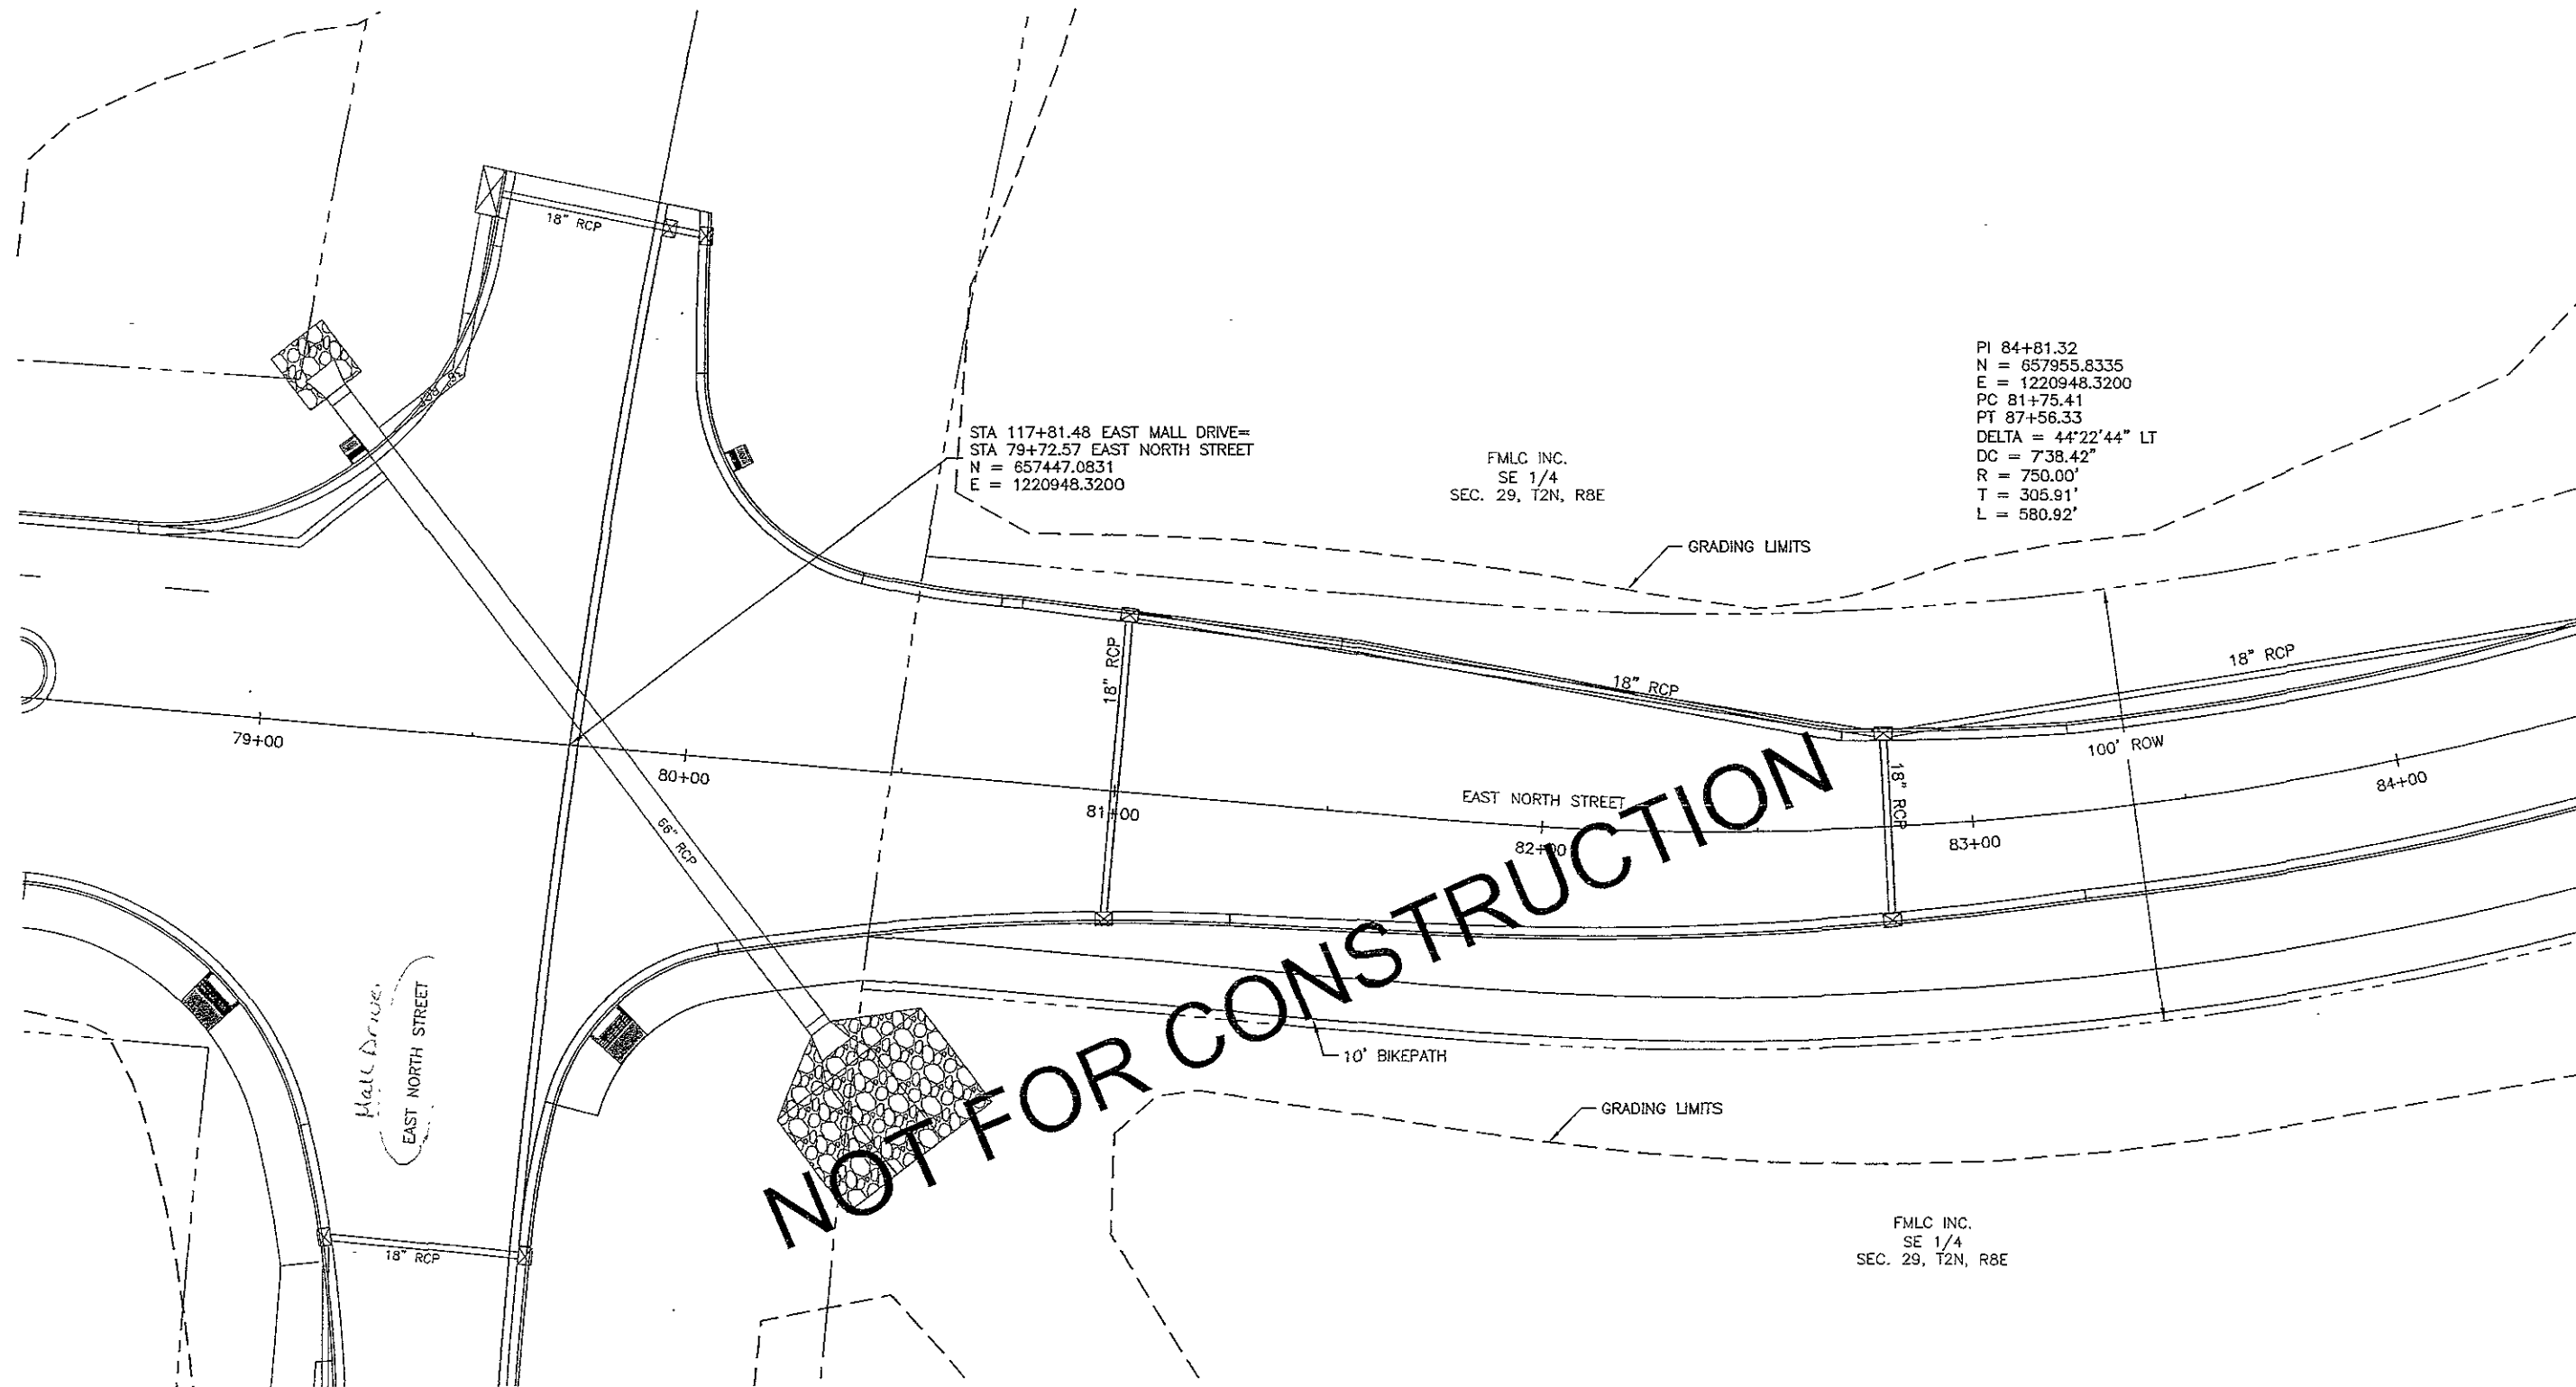 18" RCP
PI 84+81.32
N = 657955.8335
E = 1220948.3200
PC 81+75.41
PT 87+56.33
DELTA = 44°22'44" LT
DC = 7°38.42"
R = 750.00'
T = 305.91'
L = 580.92'
STA 117+81.48 EAST MALL DRIVE=
STA 79+72.57 EAST NORTH STREET
N = 657447.0831
E = 1220948.3200
FMLC INC.
SE 1/4
SEC. 29, T2N, R8E
GRADING LIMITS
18" RCP
18" RCP
18" RCP
100' ROW
79+00
80+00
81+00
EAST NORTH STREET
82+00
83+00
84+00
18" RCP
66" RCP
NOT FOR CONSTRUCTION
Mall Drive
EAST NORTH STREET
10' BIKEPATH
GRADING LIMITS
18" RCP
FMLC INC.
SE 1/4
SEC. 29, T2N, R8E